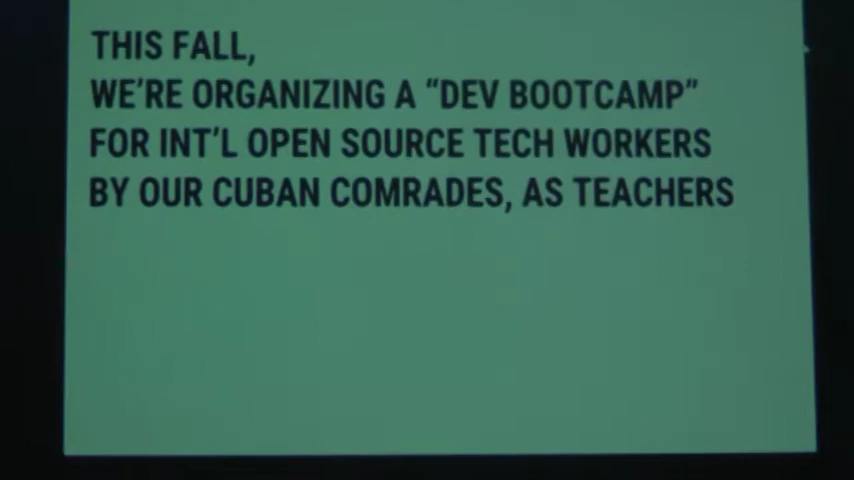 THIS FALL,
WE’RE ORGANIZING A “DEV BOOTCAMP”
FOR INT’L OPEN SOURCE TECH WORKERS
BY OUR CUBAN COMRADES, AS TEACHERS